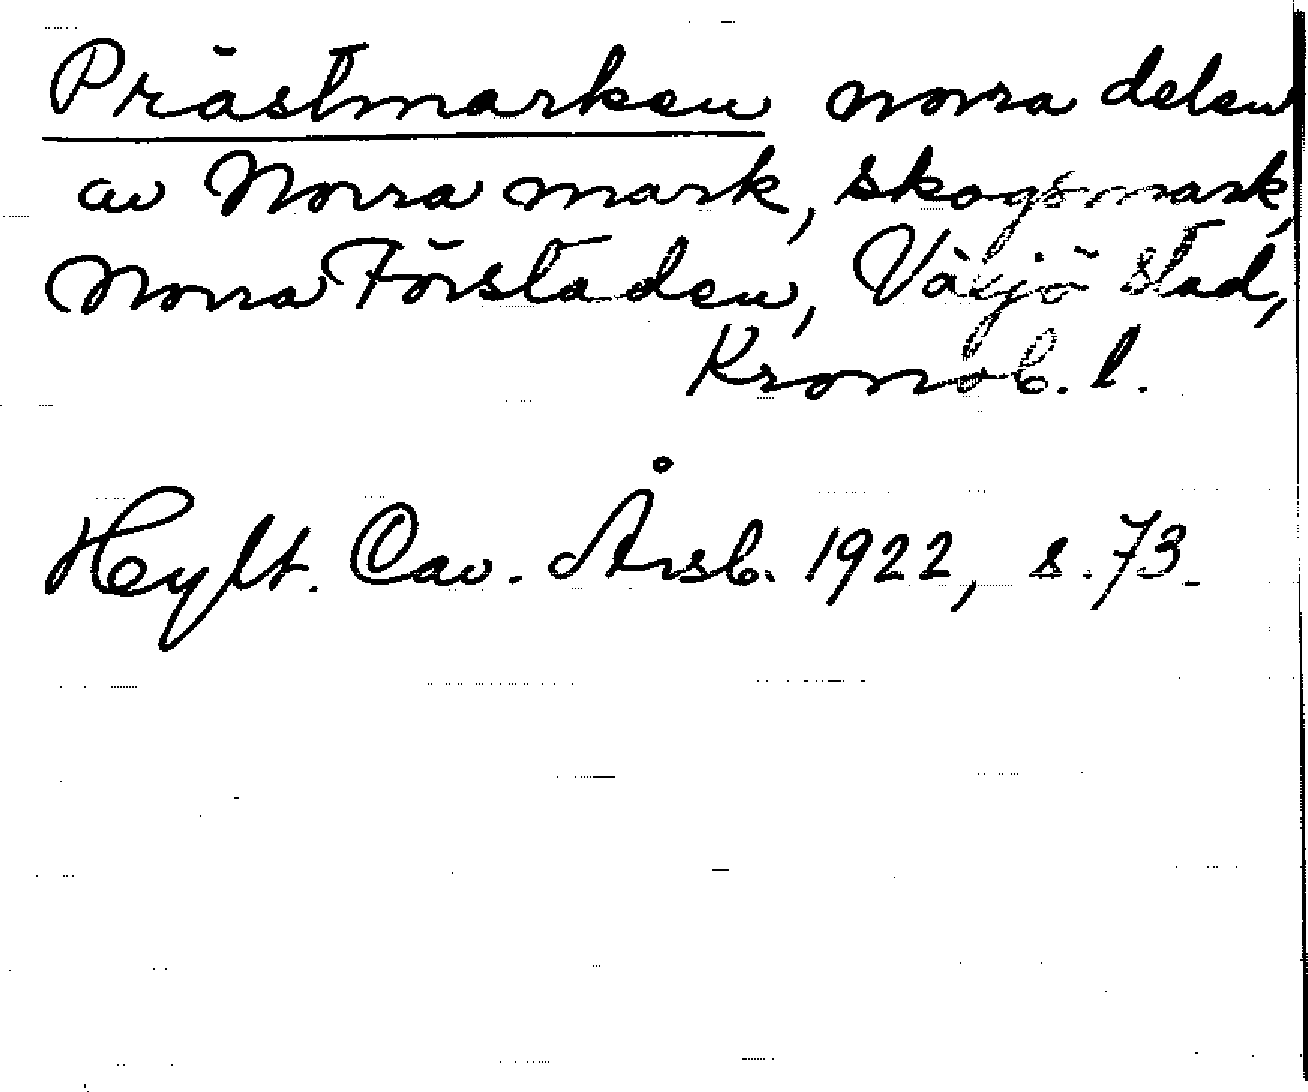 Prästmarken norra delen
av Norra mark, skogsmark,
Norra Förstaden, Växjö stad,
Kronob. l.
Hylt. Cav. Årsb. 1922, s. 73.